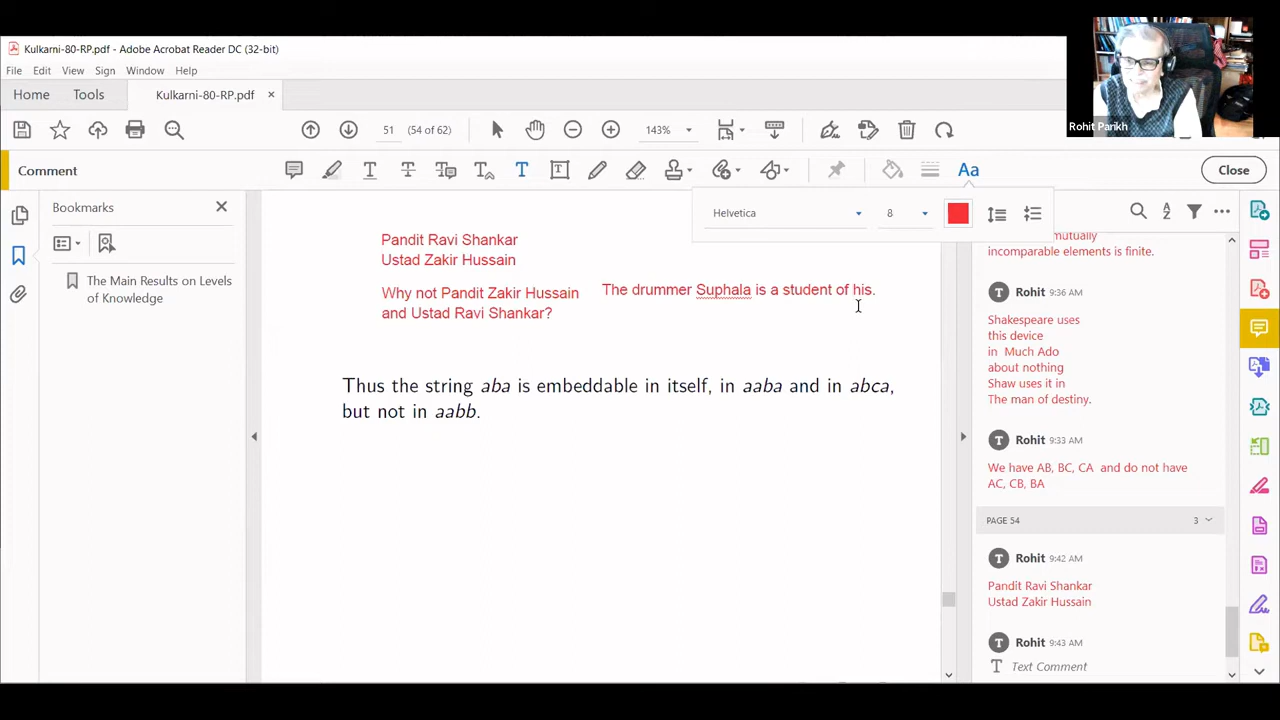 Kulkarni-80-RP.pdf - Adobe Acrobat Reader DC (32-bit)
File Edit View Sign Window Help
Home Tools Kulkarni-80-RP.pdf ×
51 (54 of 62) 143%
Comment Close
Helvetica 8
Bookmarks
The Main Results on Levels
of Knowledge
Pandit Ravi Shankar
Ustad Zakir Hussain
Why not Pandit Zakir Hussain
and Ustad Ravi Shankar?
The drummer Suphala is a student of his.
Thus the string aba is embeddable in itself, in aaba and in abca,
but not in aabb.
mutually
incomparable elements is finite.
Rohit 9:36 AM
Shakespeare uses
this device
in Much Ado
about nothing
Shaw uses it in
The man of destiny.
Rohit 9:33 AM
We have AB, BC, CA and do not have
AC, CB, BA
PAGE 54 3
Rohit 9:42 AM
Pandit Ravi Shankar
Ustad Zakir Hussain
Rohit 9:43 AM
Text Comment
Rohit Parikh